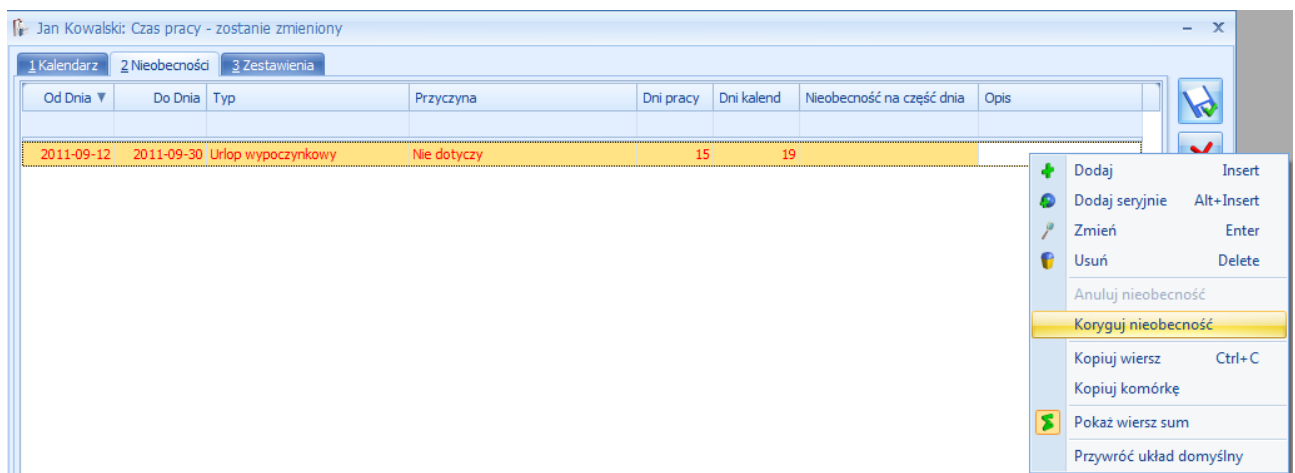 Jan Kowalski: Czas pracy - zostanie zmieniony
1 Kalendarz 2 Nieobecności 3 Zestawienia
Od Dnia Do Dnia Typ Przyczyna Dni pracy Dni kalend Nieobecność na część dnia Opis
2011-09-12 2011-09-30 Urlop wypoczynkowy Nie dotyczy 15 19
Dodaj Insert
Dodaj seryjnie Alt+Insert
Zmień Enter
Usuń Delete
Anuluj nieobecność
Koryguj nieobecność
Kopiuj wiersz Ctrl+C
Kopiuj komórkę
Pokaż wiersz sum
Przywróć układ domyślny